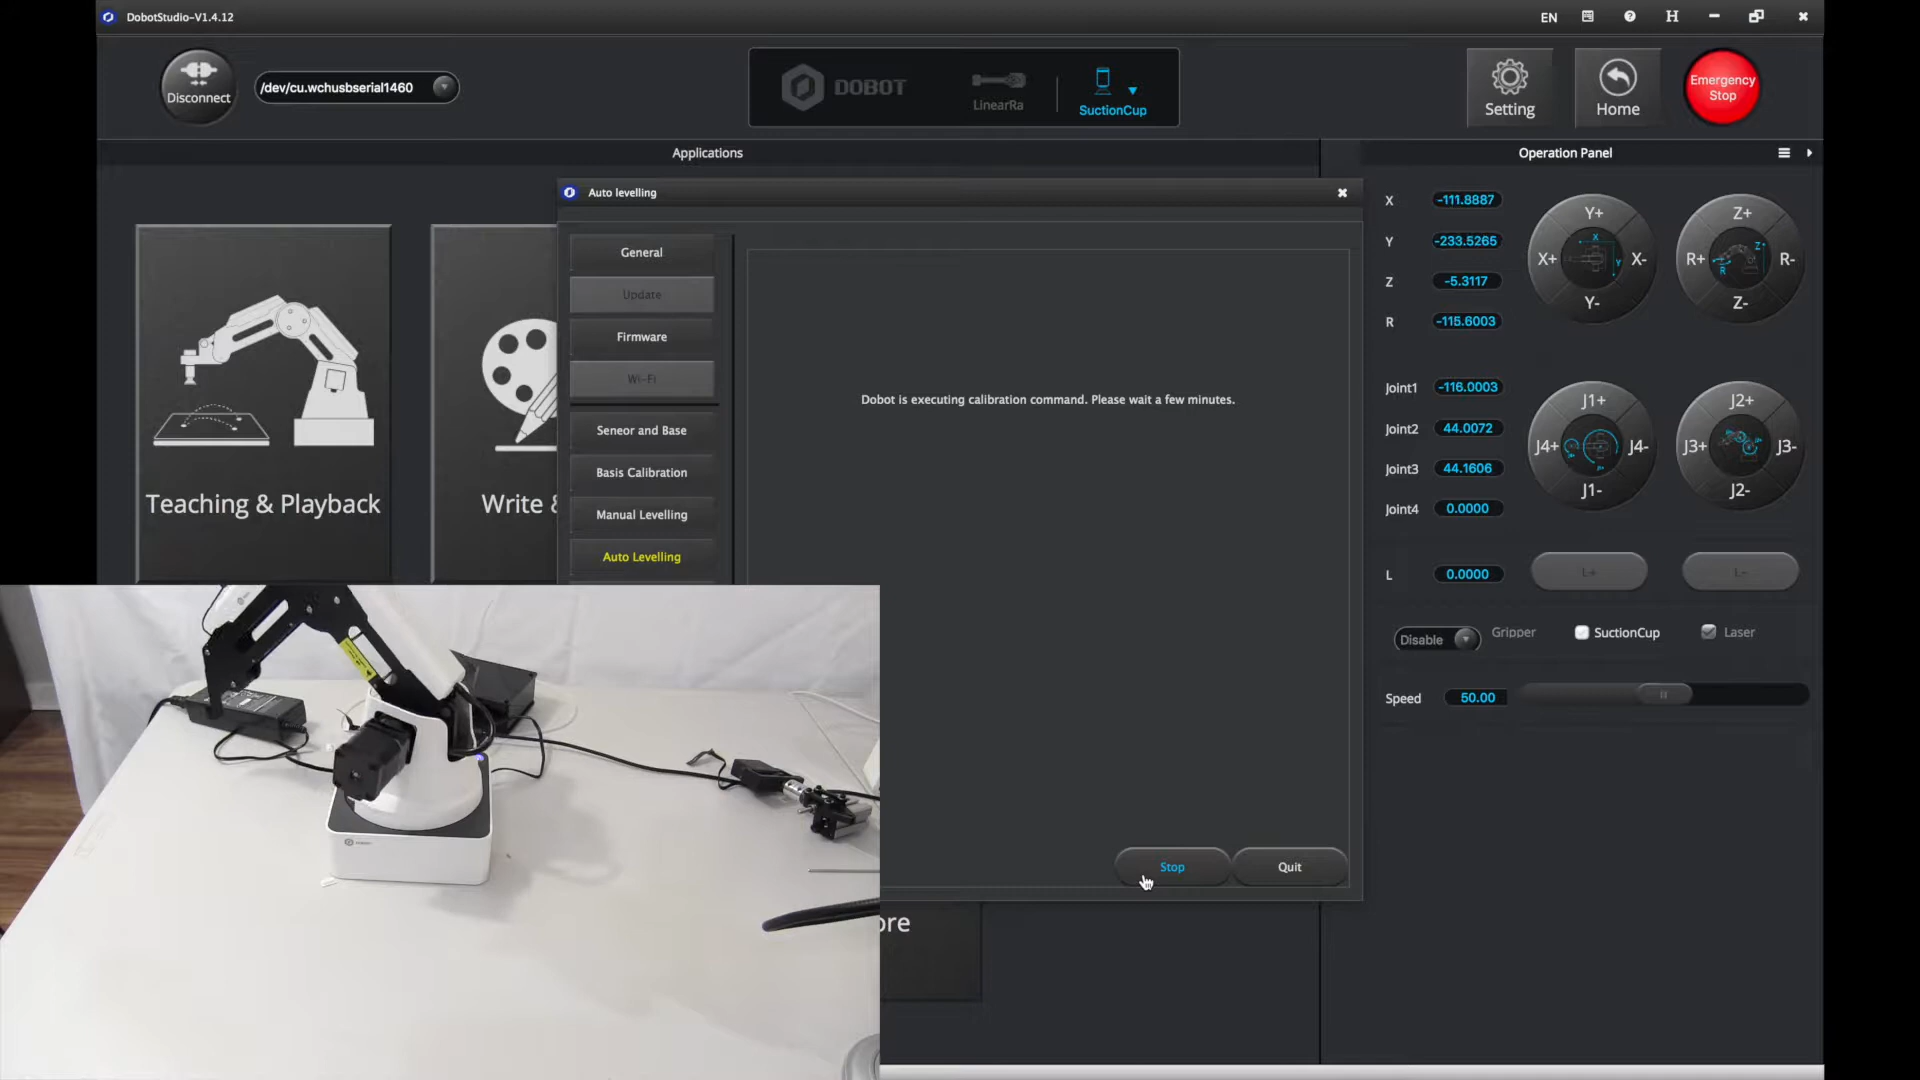 DobotStudio-V1.4.12
EN
H
Disconnect
/dev/cu.wchusbserial1460
DOBOT
LinearRa
SuctionCup
Setting
Home
Emergency
Stop
Applications
Operation Panel
Auto levelling
General
Update
Firmware
Wi-Fi
Seneor and Base
Basis Calibration
Manual Levelling
Auto Levelling
Dobot is executing calibration command. Please wait a few minutes.
Stop
Quit
Teaching & Playback
Write &
ore
X -111.8887
Y -233.5265
Z -5.3117
R -115.6003
Y+
X+ X Y X-
Y-
Z+
R+ Z R R-
Z-
Joint1 -116.0003
Joint2 44.0072
Joint3 44.1606
Joint4 0.0000
J1+
J4+ J4-
J1-
J2+
J3+ J3-
J2-
L 0.0000
L+ L-
Disable Gripper SuctionCup Laser
Speed 50.00